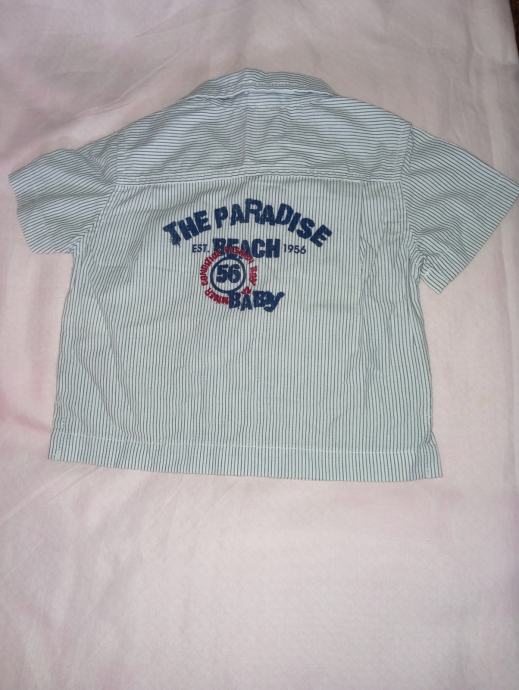 THE PARADISE
EST. BEACH 1956
56
BABY